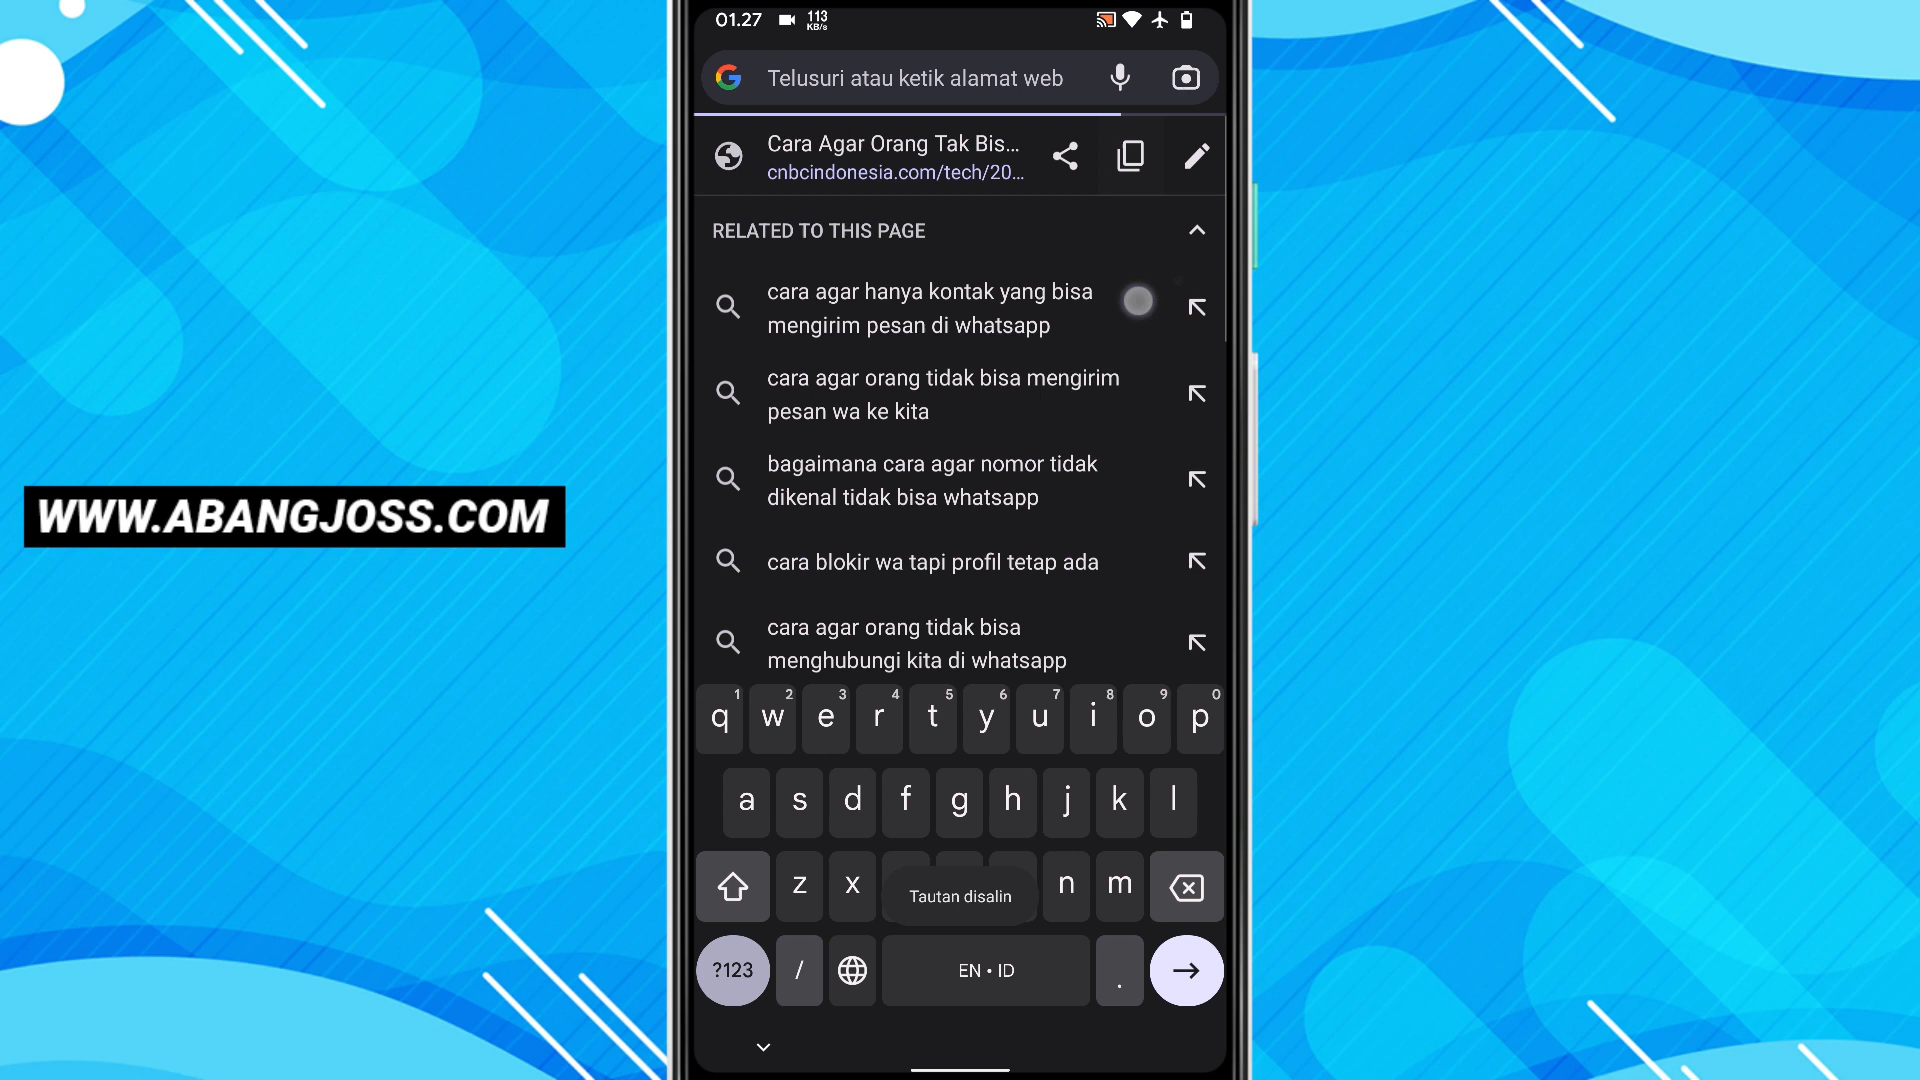 01.27
113
KB/s
Telusuri atau ketik alamat web
Cara Agar Orang Tak Bis...
cnbcindonesia.com/tech/20...
RELATED TO THIS PAGE
cara agar hanya kontak yang bisa
mengirim pesan di whatsapp
cara agar orang tidak bisa mengirim
pesan wa ke kita
bagaimana cara agar nomor tidak
dikenal tidak bisa whatsapp
cara blokir wa tapi profil tetap ada
cara agar orang tidak bisa
menghubungi kita di whatsapp
WWW.ABANGJOSS.COM
1 2 3 4 5 6 7 8 9 0
q w e r t y u i o p
a s d f g h j k l
z x n m
Tautan disalin
?123 / EN • ID .